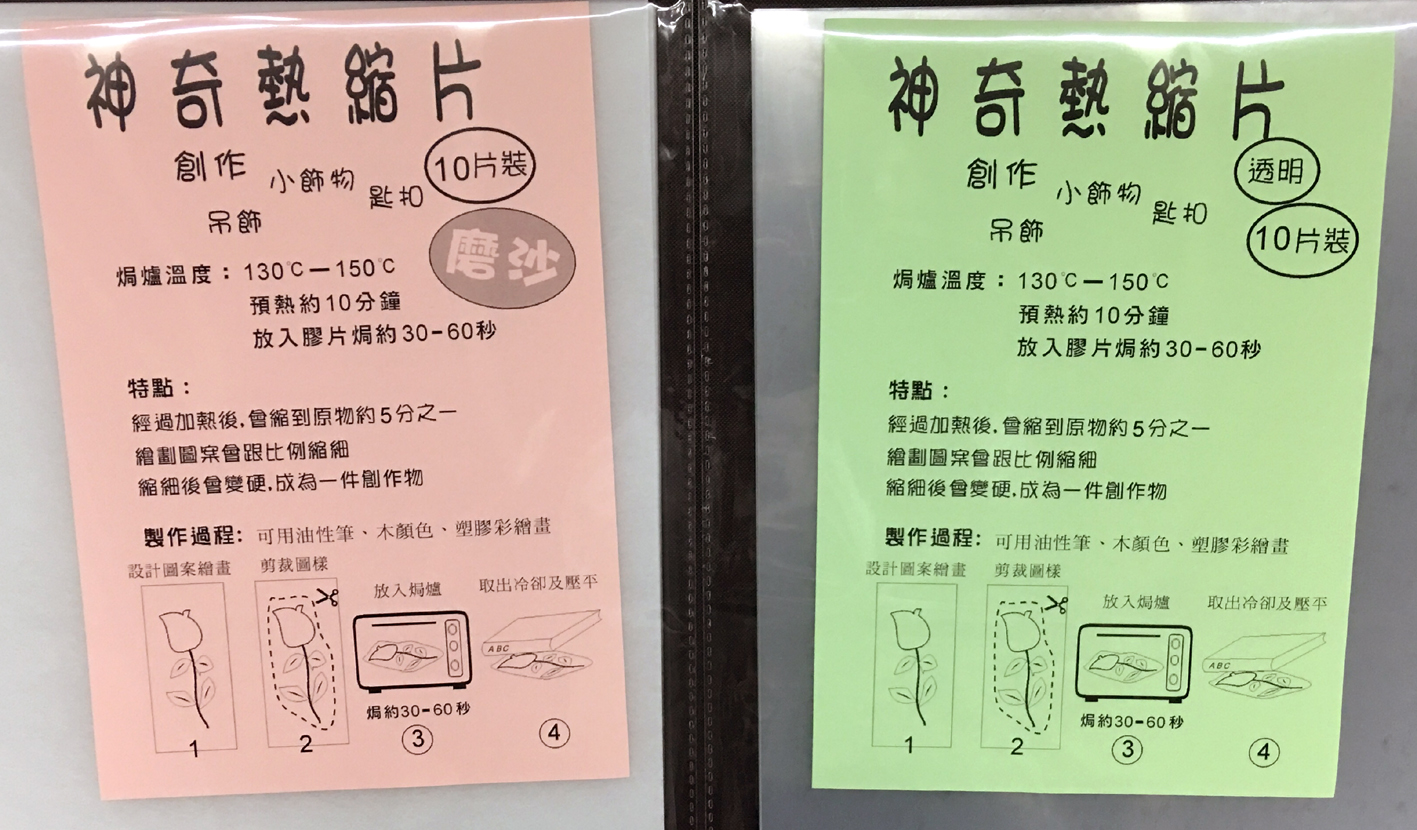 神奇熱縮片
創作 小飾物 匙扣
吊飾
10片裝
磨沙
焗爐溫度：130℃－150℃
預熱約10分鐘
放入膠片焗約30-60秒
特點：
經過加熱後,會縮到原物約5分之一
繪劃圖案會跟比例縮細
縮細後會變硬,成為一件創作物
製作過程: 可用油性筆、木顏色、塑膠彩繪畫
設計圖案繪畫 剪裁圖樣 放入焗爐 取出冷卻及壓平
ABC
焗約30-60秒
1 2 ③ ④
神奇熱縮片
創作 小飾物 匙扣
吊飾
透明
10片裝
焗爐溫度：130℃－150℃
預熱約10分鐘
放入膠片焗約30-60秒
特點：
經過加熱後,會縮到原物約5分之一
繪劃圖案會跟比例縮細
縮細後會變硬,成為一件創作物
製作過程: 可用油性筆、木顏色、塑膠彩繪畫
設計圖案繪畫 剪裁圖樣 放入焗爐 取出冷卻及壓平
ABC
焗約30-60秒
1 2 ③ ④